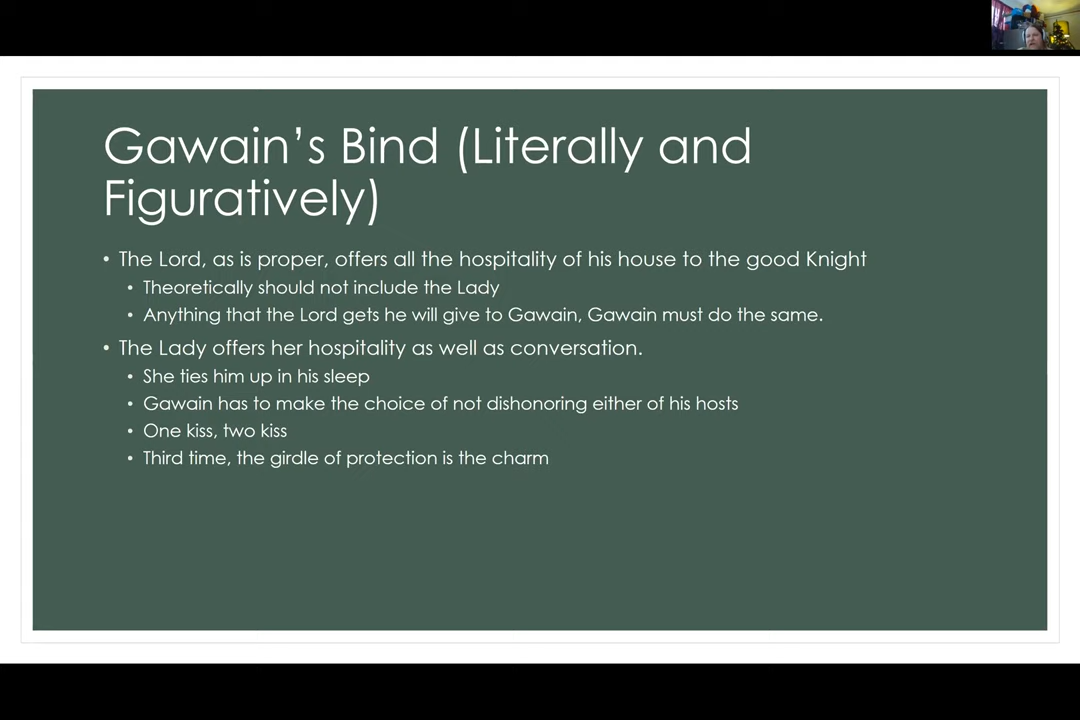 Gawain's Bind (Literally and
Figuratively)
• The Lord, as is proper, offers all the hospitality of his house to the good Knight
• Theoretically should not include the Lady
• Anything that the Lord gets he will give to Gawain, Gawain must do the same.
• The Lady offers her hospitality as well as conversation.
• She ties him up in his sleep
• Gawain has to make the choice of not dishonoring either of his hosts
• One kiss, two kiss
• Third time, the girdle of protection is the charm